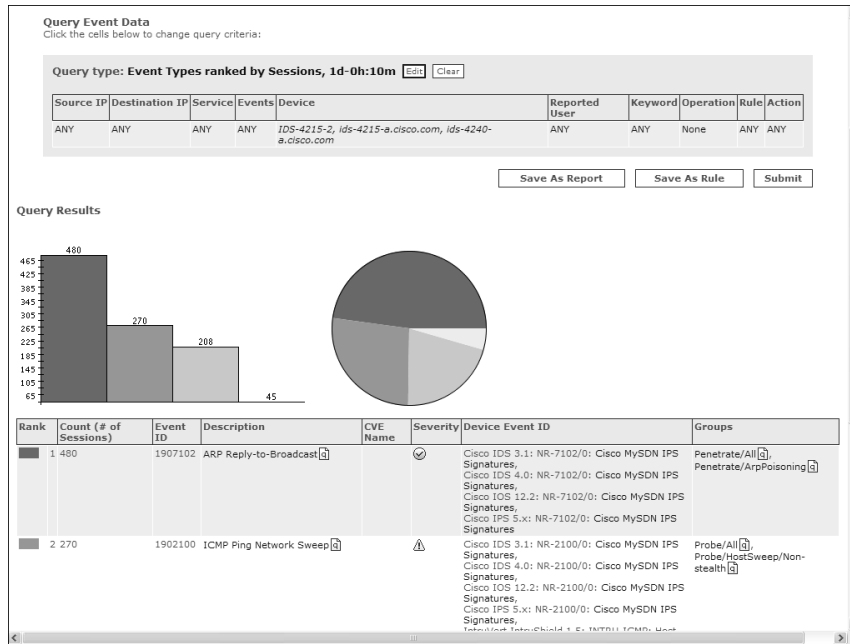 Query Event Data
Click the cells below to change query criteria:
Query type: Event Types ranked by Sessions, 1d-0h:10m Edit Clear
Source IP Destination IP Service Events Device Reported User Keyword Operation Rule Action
ANY ANY ANY ANY IDS-4215-2, ids-4215-a.cisco.com, ids-4240-a.cisco.com ANY ANY None ANY ANY
Save As Report Save As Rule Submit
Query Results
480
465
425
385
345
305
265
225
185
145
105
65
270
208
45
Rank Count (# of Sessions) Event ID Description CVE Name Severity Device Event ID Groups
1 480 1907102 ARP Reply-to-Broadcast q
Cisco IDS 3.1: NR-7102/0: Cisco MySDN IPS
Signatures,
Cisco IDS 4.0: NR-7102/0: Cisco MySDN IPS
Signatures,
Cisco IOS 12.2: NR-7102/0: Cisco MySDN IPS
Signatures,
Cisco IPS 5.x: NR-7102/0: Cisco MySDN IPS
Signatures
Penetrate/All q,
Penetrate/ArpPoisoning q
2 270 1902100 ICMP Ping Network Sweep q
Cisco IDS 3.1: NR-2100/0: Cisco MySDN IPS
Signatures,
Cisco IDS 4.0: NR-2100/0: Cisco MySDN IPS
Signatures,
Cisco IOS 12.2: NR-2100/0: Cisco MySDN IPS
Signatures,
Cisco IPS 5.x: NR-2100/0: Cisco MySDN IPS
Signatures,
Probe/All q,
Probe/HostSweep/Non-
stealth q